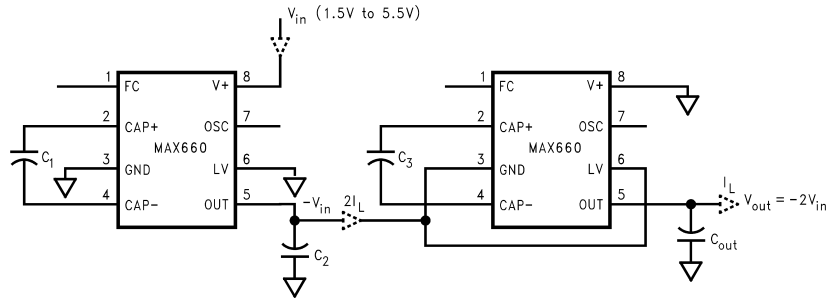 V_in (1.5V to 5.5V)
1 FC V+ 8
2 CAP+ OSC 7
MAX660
3 GND LV 6
4 CAP- OUT 5
C_1
-V_in
2I_L
C_2
1 FC V+ 8
2 CAP+ OSC 7
MAX660
3 GND LV 6
4 CAP- OUT 5
C_3
I_L
V_out = -2V_in
C_out